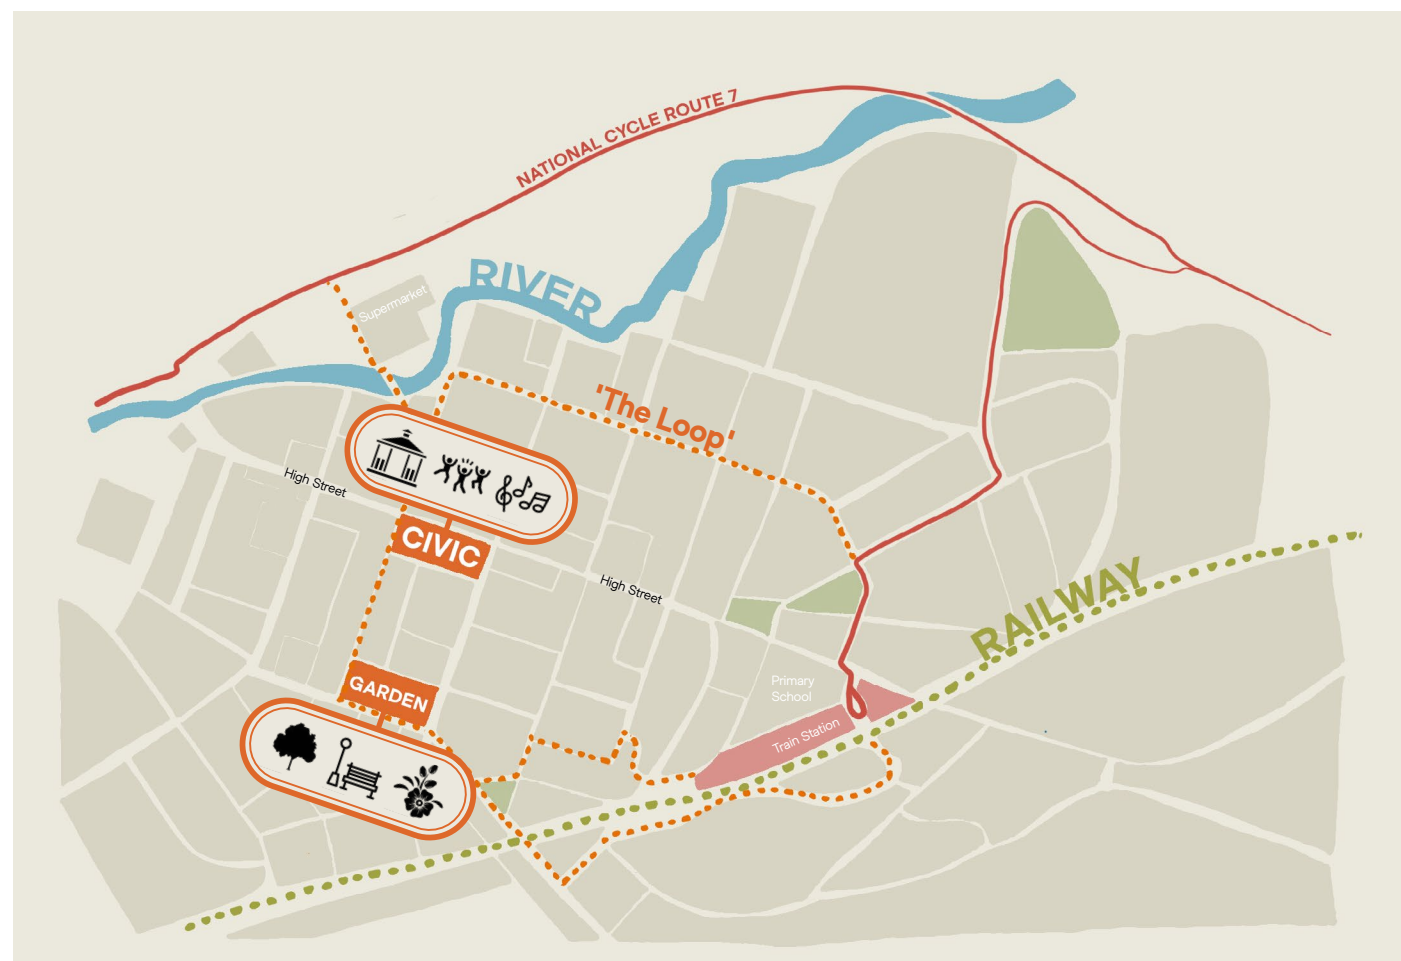 NATIONAL CYCLE ROUTE 7
RIVER
Supermarket
'The Loop'
High Street
CIVIC
High Street
RAILWAY
GARDEN
Primary
School
Train Station